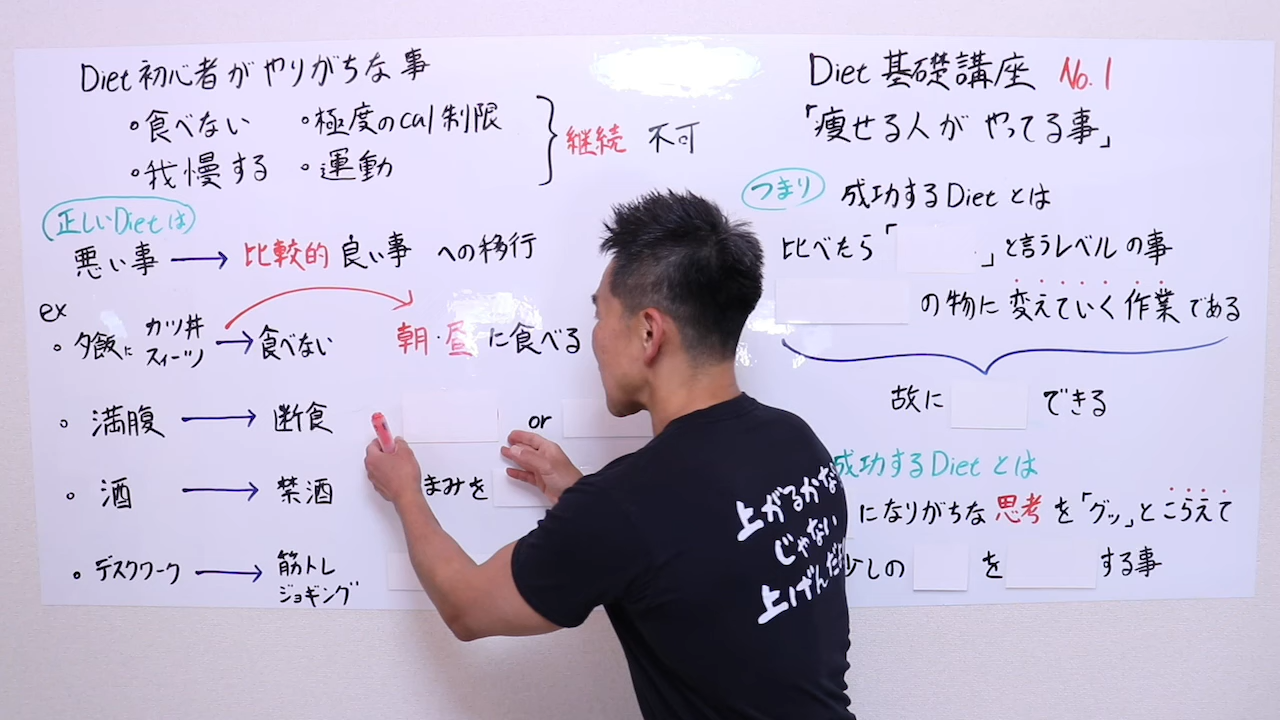 Diet 初心者がやりがちな事
・食べない ・極度のcal制限
・我慢する ・運動
継続 不可
正しいDietは
悪い事 → 比較的 良い事 への移行
ex
・夕飯に カツ丼 スイーツ → 食べない 朝・昼 に食べる
・満腹 → 断食 or
・酒 → 禁酒 まみを
・デスクワーク → 筋トレ ジョギング
Diet 基礎講座 No.1
「痩せる人が やってる事」
つまり 成功するDietとは
比べたら「 」と言うレベルの事
の物に変えていく作業である
故に できる
成功するDietとは
になりがちな思考を「グッ」とこらえて
少しの を する事
上がるかな
じゃない
上げんだよ